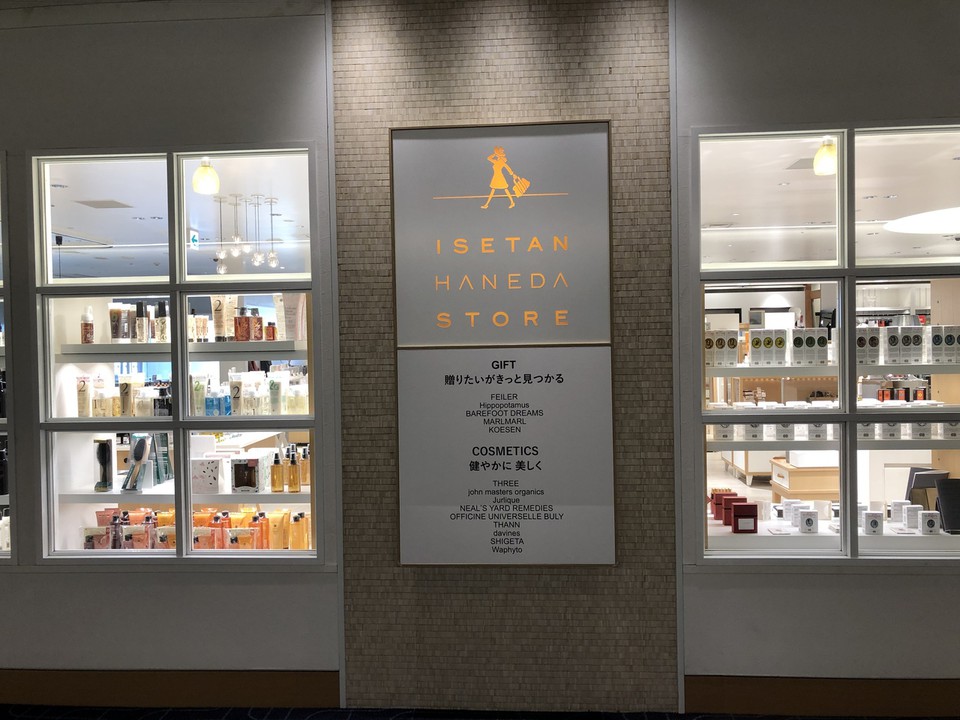 ISETAN
HANEDA
STORE
GIFT
贈りたいがきっと見つかる
FEILER
Hippopotamus
BAREFOOT DREAMS
MARLMARL
KOESEN
COSMETICS
健やかに 美しく
THREE
john masters organics
Jurlique
NEAL'S YARD REMEDIES
OFFICINE UNIVERSELLE BULY
THANN
davines
SHIGETA
Waphyto